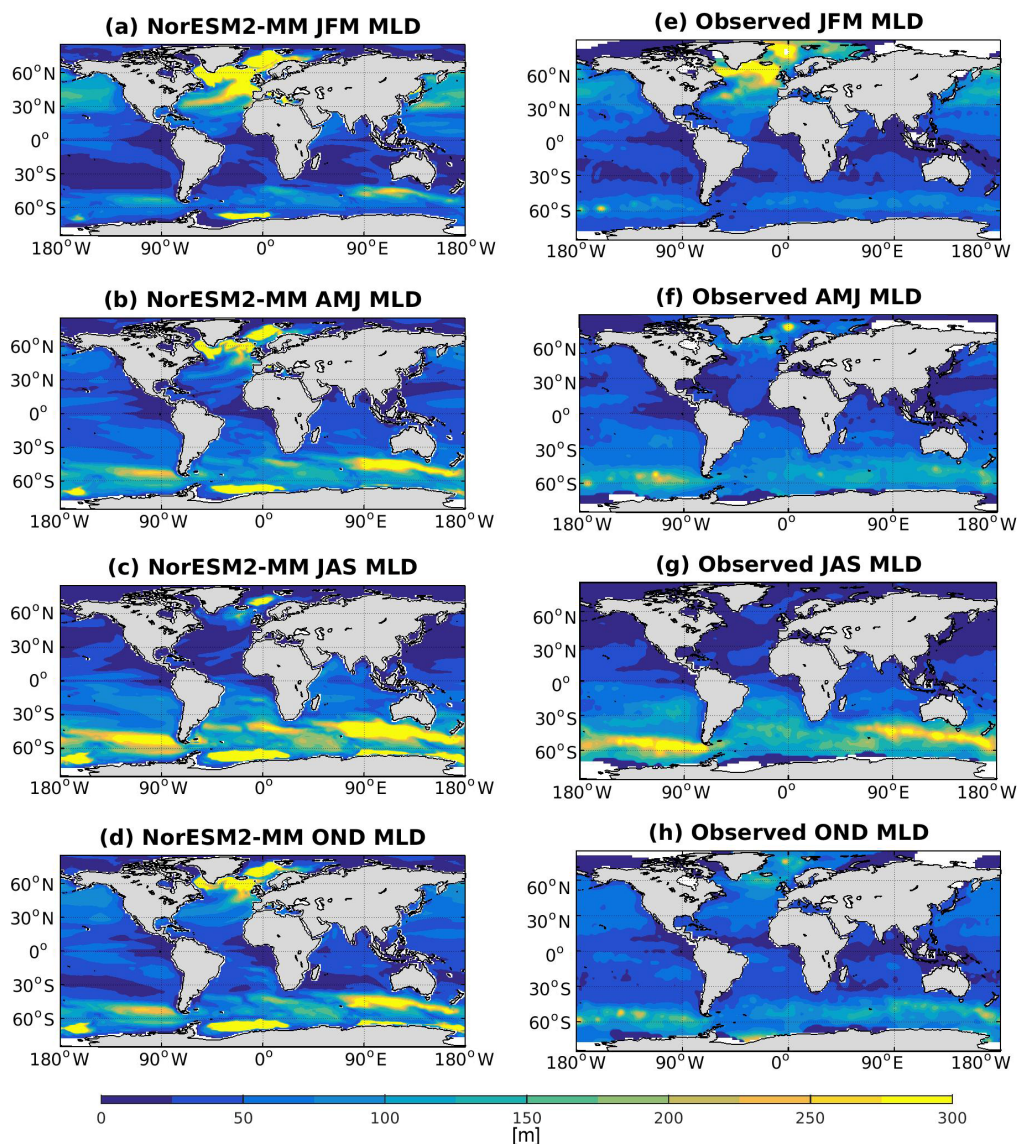 (a) NorESM2-MM JFM MLD
60°N
30°N
0°
30°S
60°S
180°W 90°W 0° 90°E 180°W
(e) Observed JFM MLD
60°N
30°N
0°
30°S
60°S
180°W 90°W 0° 90°E 180°W
(b) NorESM2-MM AMJ MLD
60°N
30°N
0°
30°S
60°S
180°W 90°W 0° 90°E 180°W
(f) Observed AMJ MLD
60°N
30°N
0°
30°S
60°S
180°W 90°W 0° 90°E 180°W
(c) NorESM2-MM JAS MLD
60°N
30°N
0°
30°S
60°S
180°W 90°W 0° 90°E 180°W
(g) Observed JAS MLD
60°N
30°N
0°
30°S
60°S
180°W 90°W 0° 90°E 180°W
(d) NorESM2-MM OND MLD
60°N
30°N
0°
30°S
60°S
180°W 90°W 0° 90°E 180°W
(h) Observed OND MLD
60°N
30°N
0°
30°S
60°S
180°W 90°W 0° 90°E 180°W
0 50 100 150 200 250 300
[m]